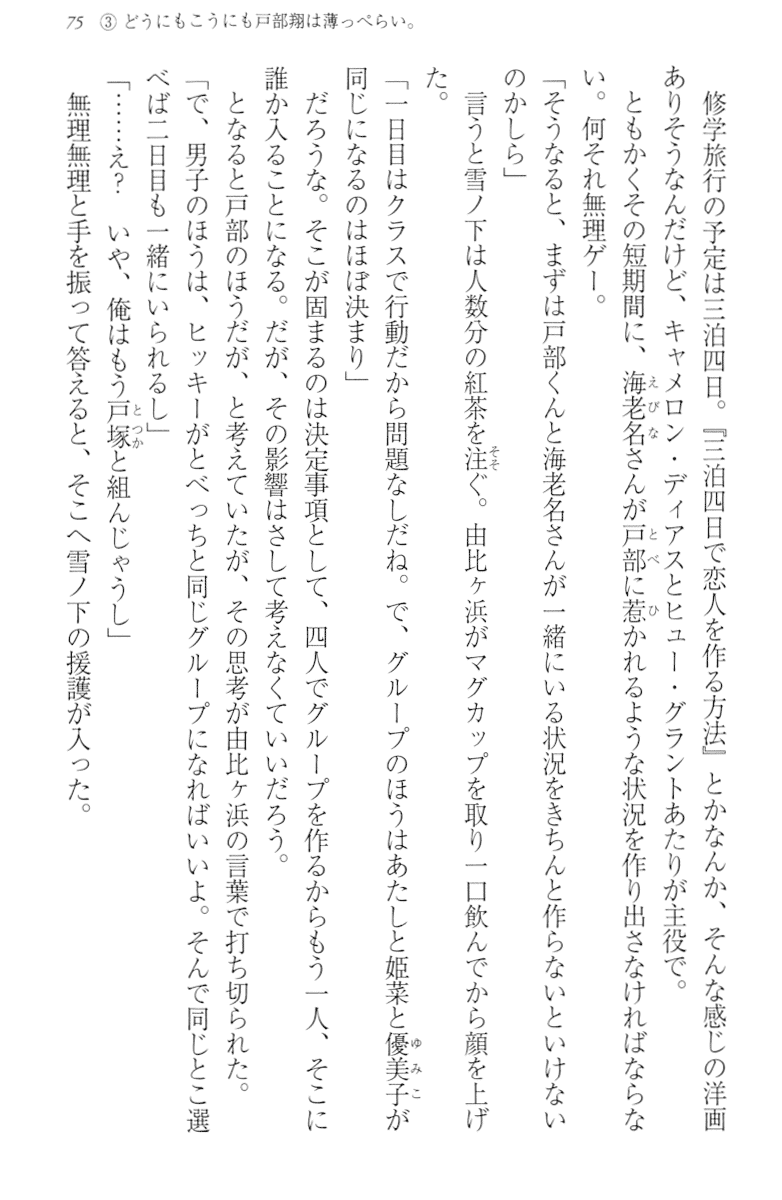 75 ③ どうにもこうにも戸部翔は薄っぺらい。
　修学旅行の予定は三泊四日。『三泊四日で恋人を作る方法』とかなんか、そんな感じの洋画
ありそうなんだけど、キャメロン・ディアスとヒュー・グラントあたりが主役で。
　ともかくその短期間に、海老名さんが戸部に惹かれるような状況を作り出さなければならな
い。何それ無理ゲー。
「そうなると、まずは戸部くんと海老名さんが一緒にいる状況をきちんと作らないといけない
のかしら」
　言うと雪ノ下は人数分の紅茶を注ぐ。由比ヶ浜がマグカップを取り一口飲んでから顔を上げ
た。
「一日目はクラスで行動だから問題なしだね。で、グループのほうはあたしと姫菜と優美子が
同じになるのはほぼ決まり」
　だろうな。そこが固まるのは決定事項として、四人でグループを作るからもう一人、そこに
誰か入ることになる。だが、その影響はさして考えなくていいだろう。
　となると戸部のほうだが、と考えていたが、その思考が由比ヶ浜の言葉で打ち切られた。
「で、男子のほうは、ヒッキーがとべっちと同じグループになればいいよ。そんで同じとこ選
べば二日目も一緒にいられるし」
「……え？　いや、俺はもう戸塚と組んじゃうし」
　無理無理と手を振って答えると、そこへ雪ノ下の援護が入った。